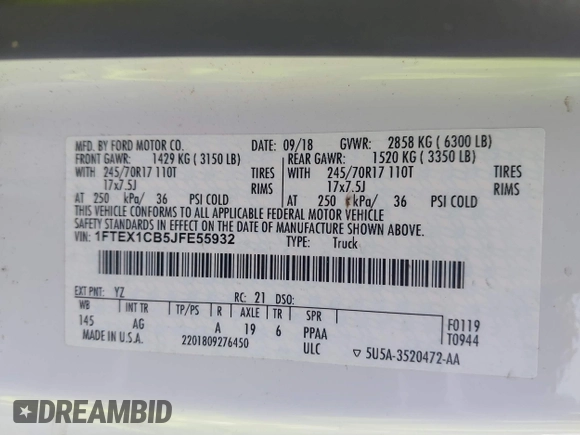 MFD. BY FORD MOTOR CO. DATE: 09/18 GVWR: 2858 KG ( 6300 LB)
FRONT GAWR: 1429 KG ( 3150 LB) REAR GAWR: 1520 KG ( 3350 LB)
WITH 245/70R17 110T TIRES WITH 245/70R17 110T TIRES
17x7.5J RIMS 17x7.5J RIMS
AT 250 kPa/ 36 PSI COLD AT 250 kPa/ 36 PSI COLD
THIS VEHICLE CONFORMS TO ALL APPLICABLE FEDERAL MOTOR VEHICLE
SAFETY STANDARDS IN EFFECT ON THE DATE OF MANUFACTURE SHOWN ABOVE.
VIN: 1FTEX1CB5JFE55932 TYPE: Truck
EXT PNT: YZ RC: 21 DSO:
WB INT TR TP/PS R AXLE TR SPR
145 AG A 19 6 PPAA
ULC
F0119
T0944
MADE IN U.S.A. 2201809276450 ▽ 5U5A-3520472-AA
DREAMBID